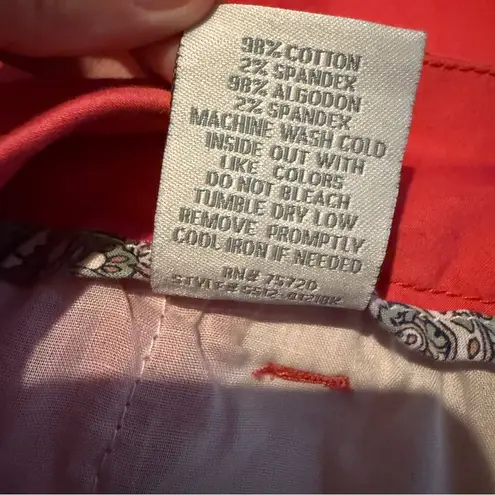 98% COTTON
2% SPANDEX
98% ALGODON
2% SPANDEX
MACHINE WASH COLD
INSIDE OUT WITH
LIKE COLORS
DO NOT BLEACH
TUMBLE DRY LOW
REMOVE PROMPTLY
COOL IRON IF NEEDED
RN# 75720
STYLE#